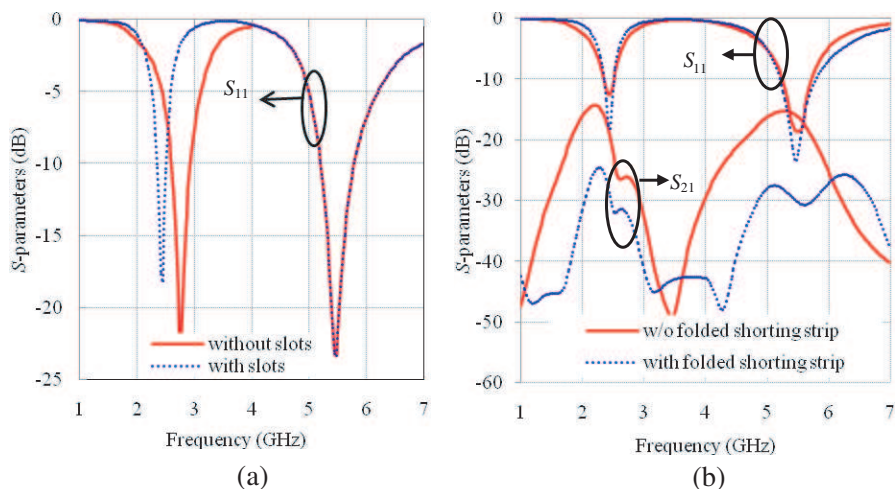 0
-5
-10
-15
-20
-25
S-parameters (dB)
S11
without slots
with slots
1 2 3 4 5 6 7
Frequency (GHz)
(a)
0
-10
-20
-30
-40
-50
-60
S-parameters (dB)
S11
S21
w/o folded shorting strip
with folded shorting strip
1 2 3 4 5 6 7
Frequency (GHz)
(b)